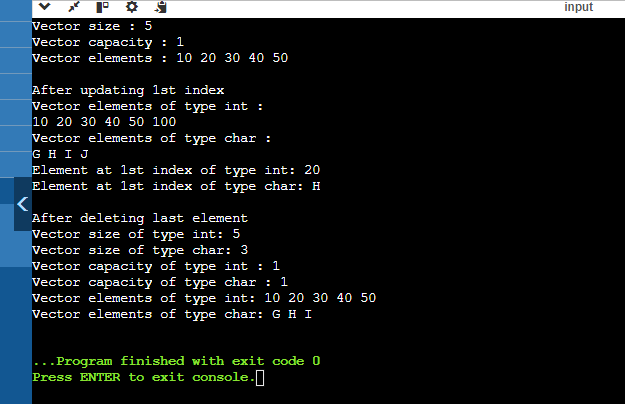 input
Vector size : 5
Vector capacity : 1
Vector elements : 10 20 30 40 50
After updating 1st index
Vector elements of type int :
10 20 30 40 50 100
Vector elements of type char :
G H I J
Element at 1st index of type int: 20
Element at 1st index of type char: H
After deleting last element
Vector size of type int: 5
Vector size of type char: 3
Vector capacity of type int : 1
Vector capacity of type char : 1
Vector elements of type int: 10 20 30 40 50
Vector elements of type char: G H I
...Program finished with exit code 0
Press ENTER to exit console.